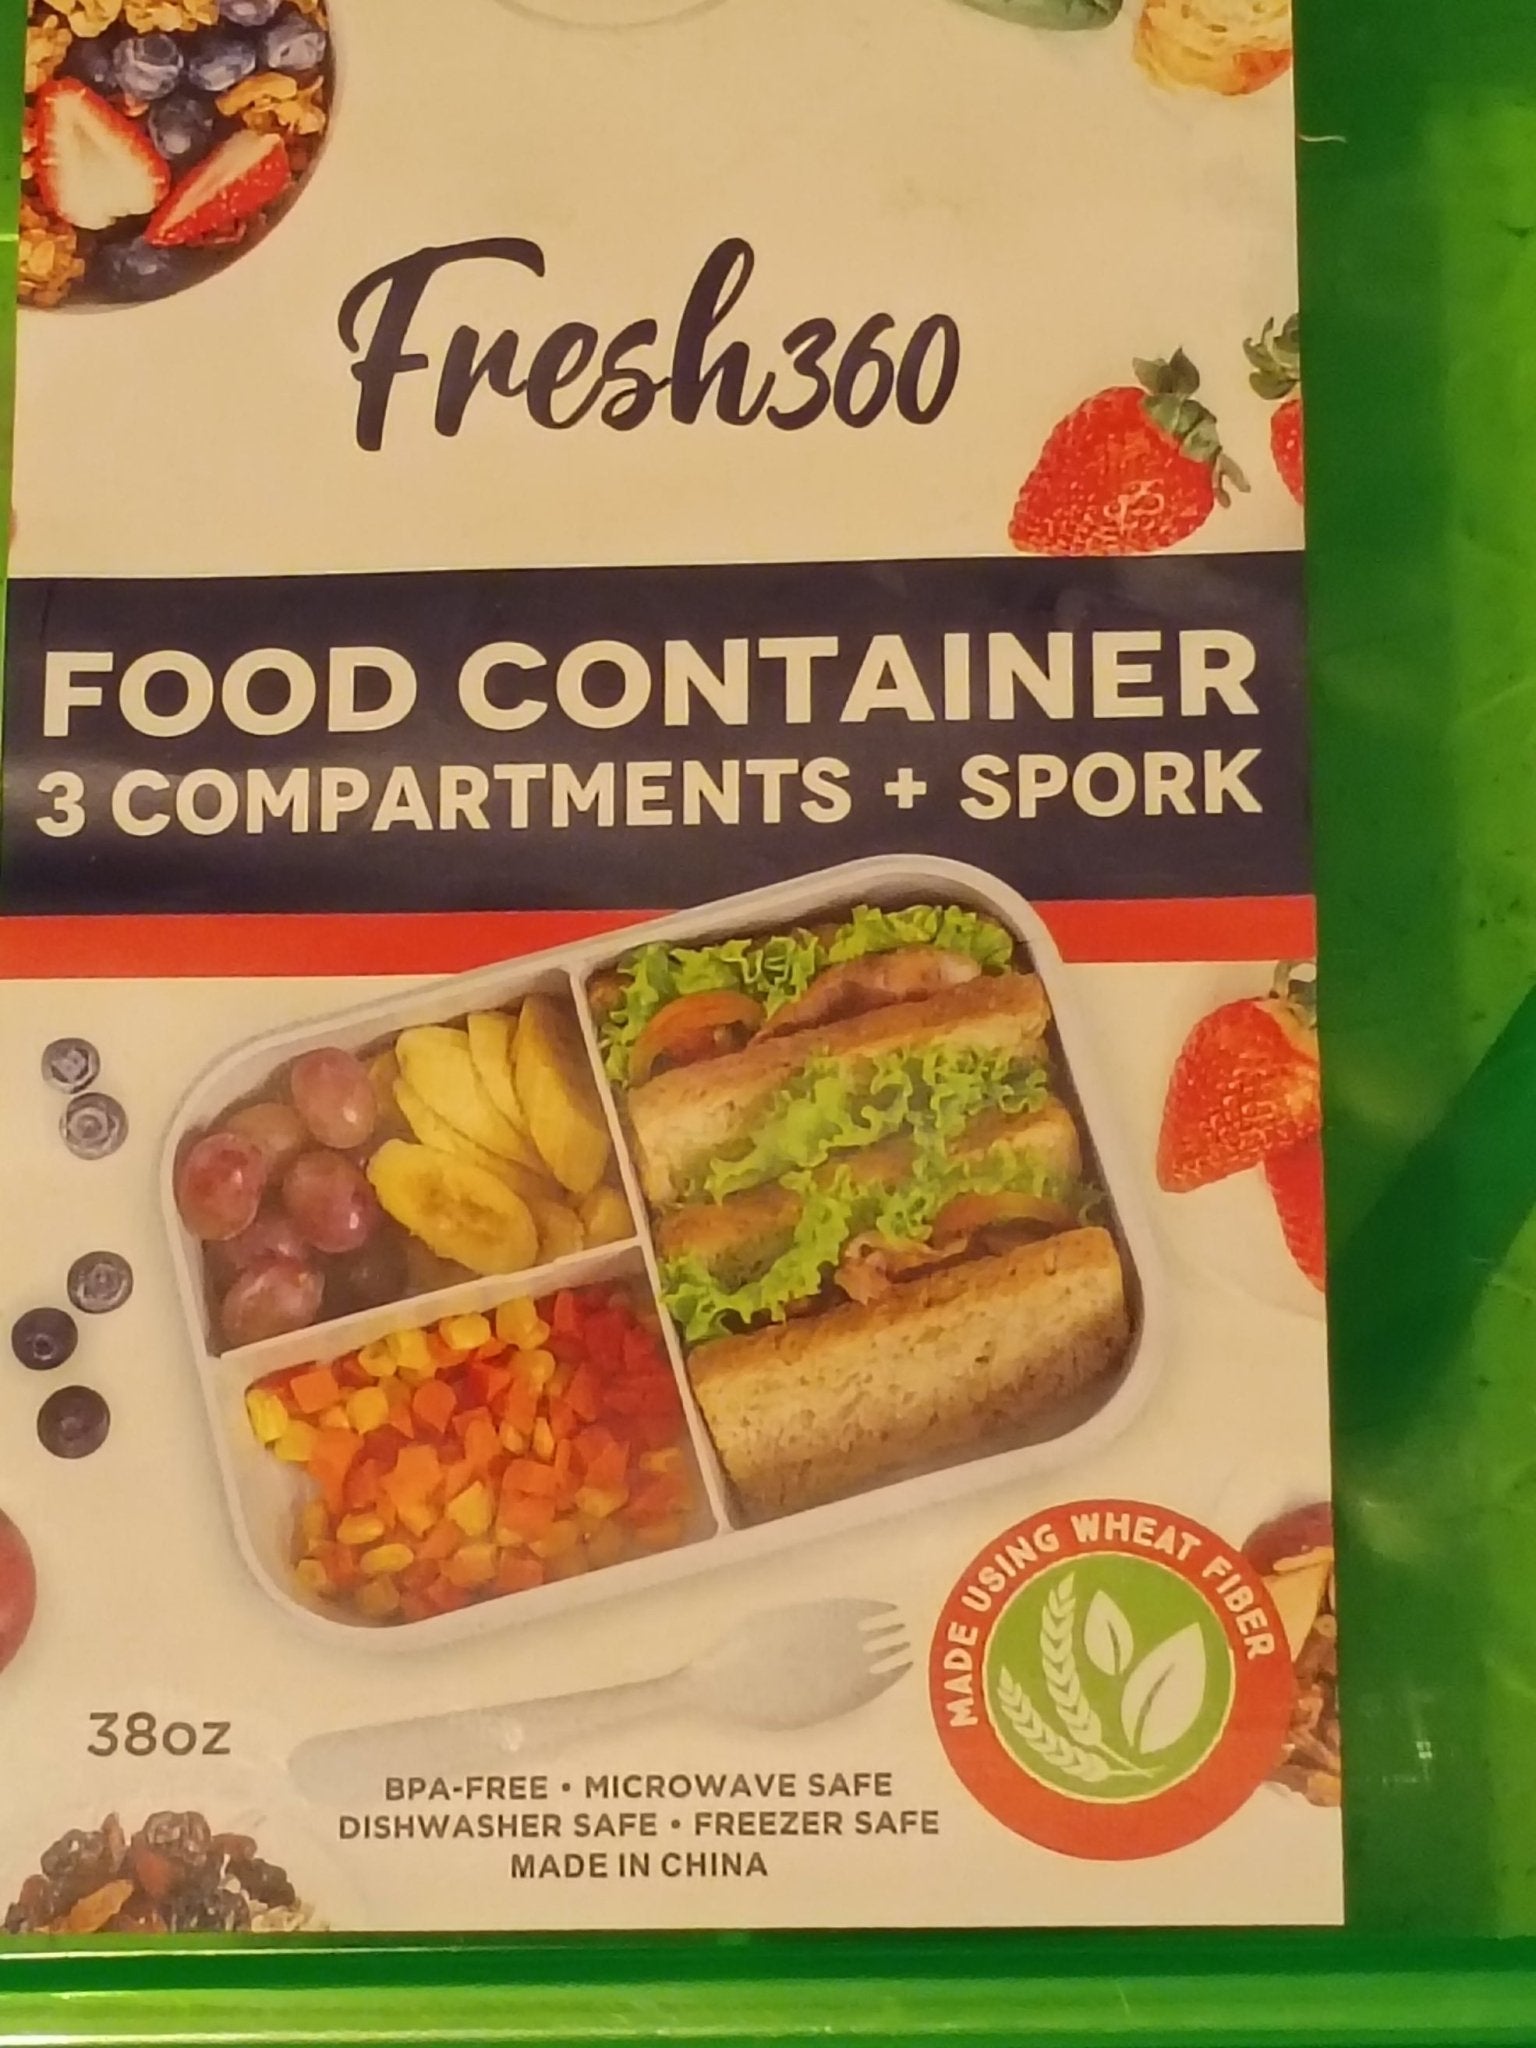 Fresh360
FOOD CONTAINER
3 COMPARTMENTS + SPORK
MADE USING WHEAT FIBER
38oz
BPA-FREE • MICROWAVE SAFE
DISHWASHER SAFE • FREEZER SAFE
MADE IN CHINA